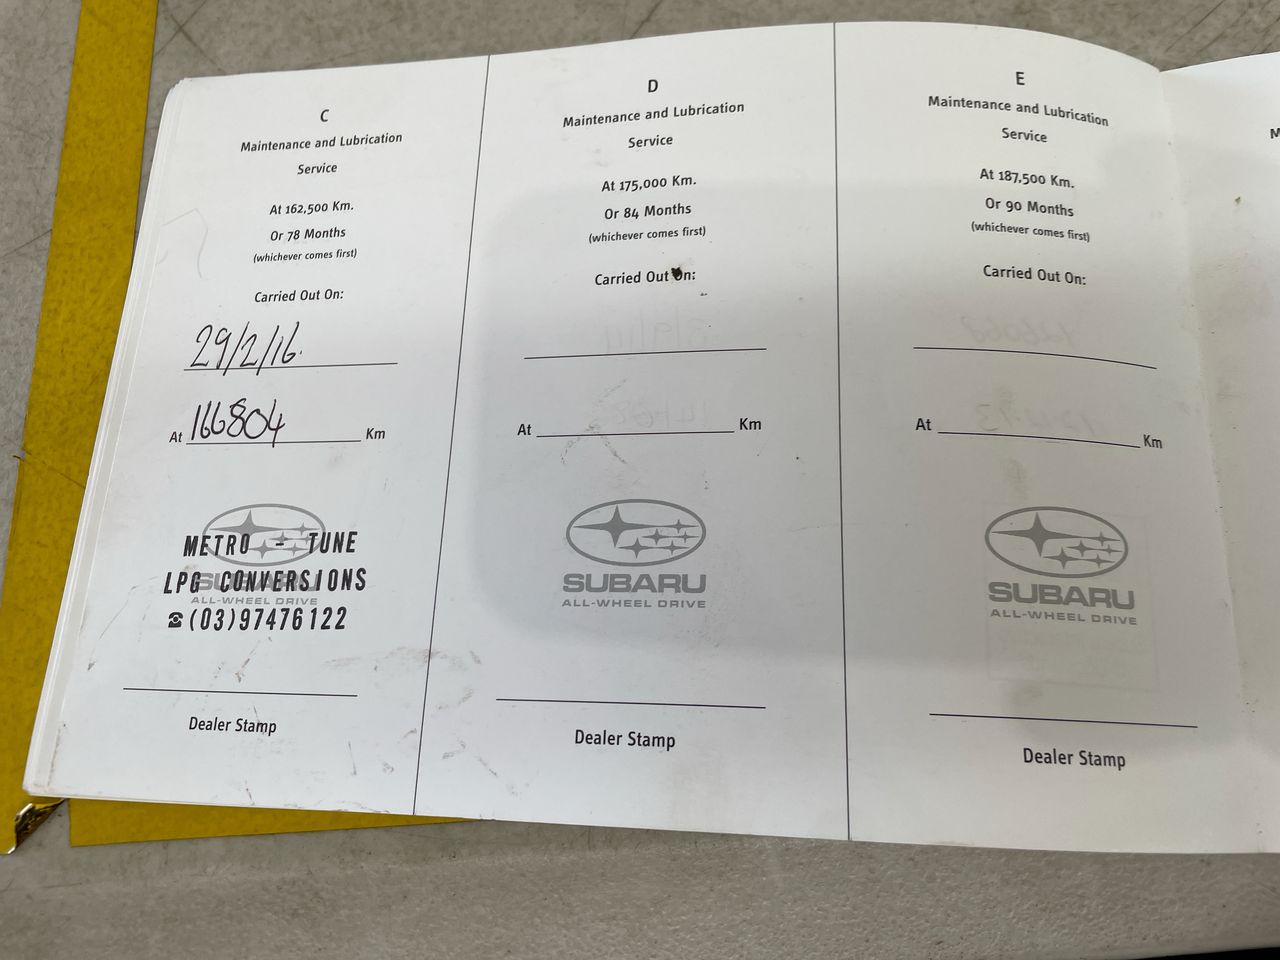 C
Maintenance and Lubrication
Service
At 162,500 Km.
Or 78 Months
(whichever comes first)
Carried Out On:
29/2/16.
At 166804 Km
METRO - TUNE
LPG CONVERSIONS
SUBARU
ALL-WHEEL DRIVE
☎(03)97476122
Dealer Stamp
D
Maintenance and Lubrication
Service
At 175,000 Km.
Or 84 Months
(whichever comes first)
Carried Out On:
At Km
SUBARU
ALL-WHEEL DRIVE
Dealer Stamp
E
Maintenance and Lubrication
Service
At 187,500 Km.
Or 90 Months
(whichever comes first)
Carried Out On:
At Km
SUBARU
ALL-WHEEL DRIVE
Dealer Stamp